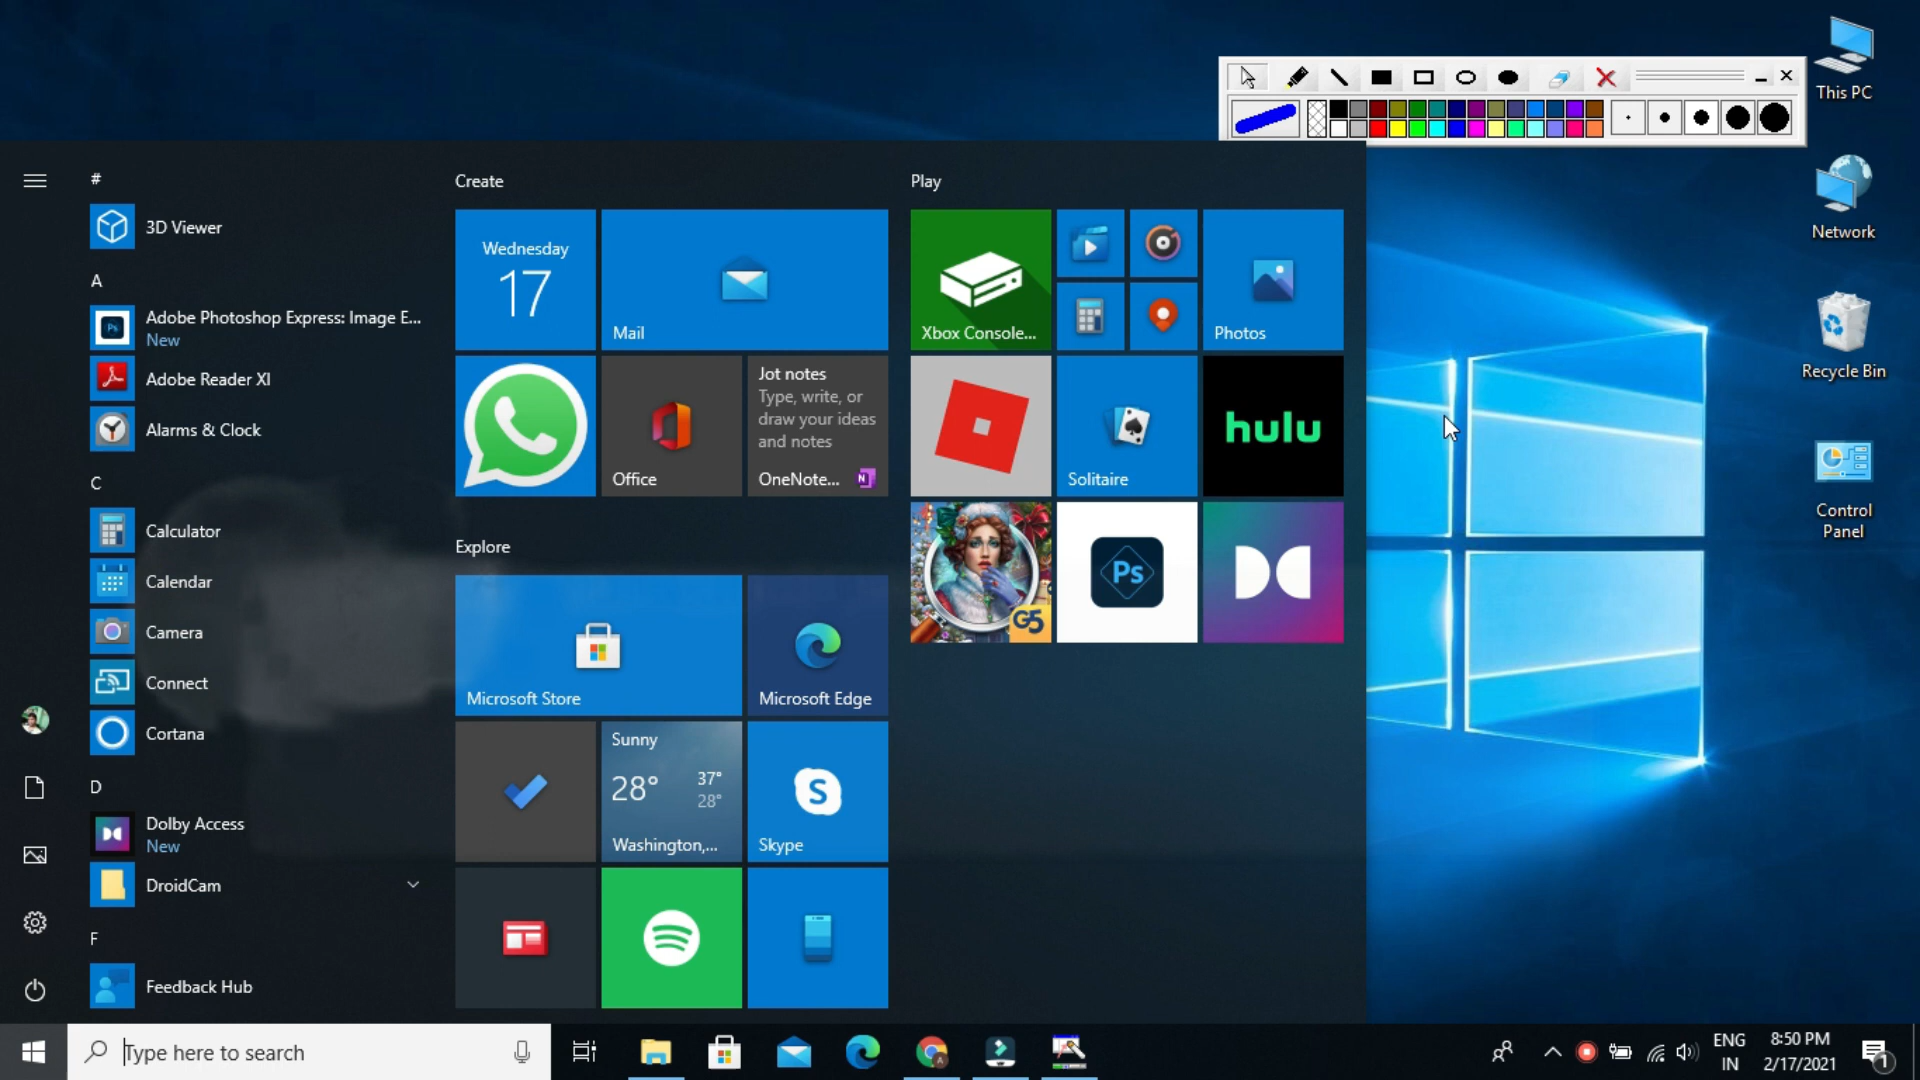 This PC
Network
Recycle Bin
Control
Panel
#
3D Viewer
A
Adobe Photoshop Express: Image E...
New
Adobe Reader XI
Alarms & Clock
C
Calculator
Calendar
Camera
Connect
Cortana
D
Dolby Access
New
DroidCam
F
Feedback Hub
Create
Wednesday
17
Mail
Office
Jot notes
Type, write, or
draw your ideas
and notes
OneNote...
N
Explore
Microsoft Store
Microsoft Edge
Sunny
28°
37°
28°
Washington,...
S
Skype
Play
Xbox Console...
Photos
Solitaire
hulu
G5
Ps
Ps
Type here to search
A
ENG
IN
8:50 PM
2/17/2021
1